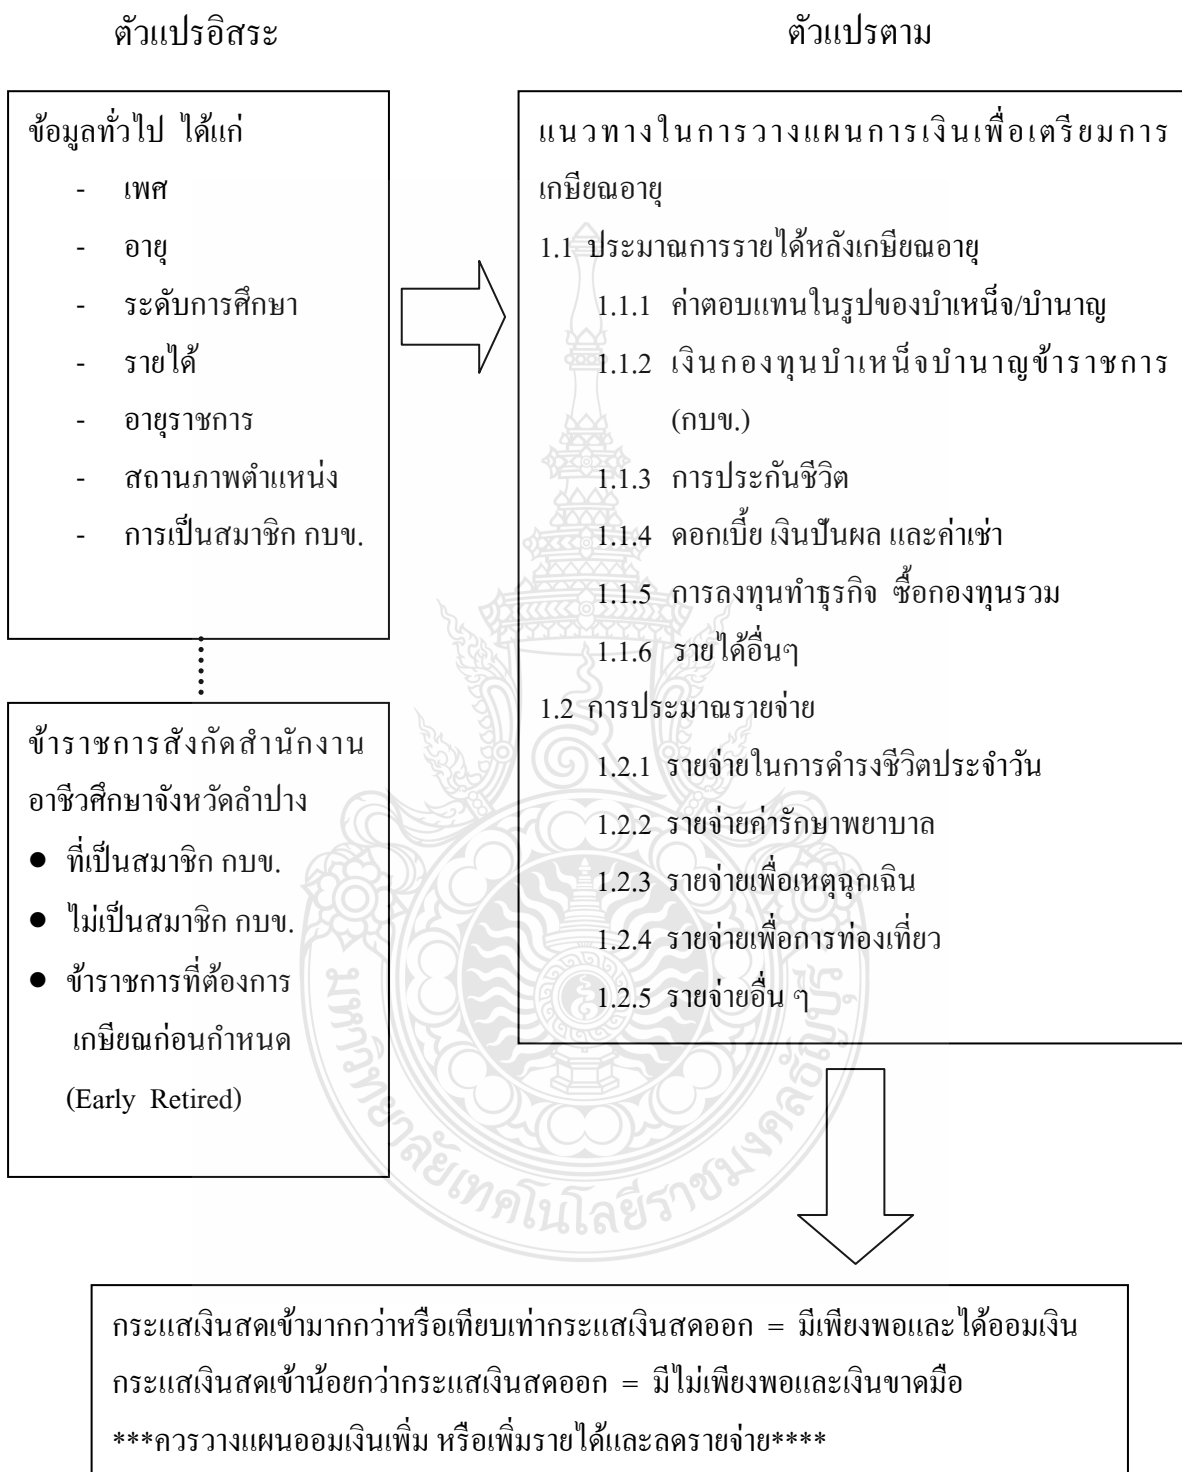 ตัวแปรอิสระ
ตัวแปรตาม
ข้อมูลทั่วไป ได้แก่
- เพศ
- อายุ
- ระดับการศึกษา
- รายได้
- อายุราชการ
- สถานภาพตำแหน่ง
- การเป็นสมาชิก กบข.
ข้าราชการสังกัดสำนักงาน
อาชีวศึกษาจังหวัดลำปาง
● ที่เป็นสมาชิก กบข.
● ไม่เป็นสมาชิก กบข.
● ข้าราชการที่ต้องการ
เกษียณก่อนกำหนด
(Early Retired)
แนวทางในการวางแผนการเงินเพื่อเตรียมการ
เกษียณอายุ
1.1 ประมาณการรายได้หลังเกษียณอายุ
1.1.1 ค่าตอบแทนในรูปของบำเหน็จ/บำนาญ
1.1.2 เงินกองทุนบำเหน็จบำนาญข้าราชการ
(กบข.)
1.1.3 การประกันชีวิต
1.1.4 ดอกเบี้ย เงินปันผล และค่าเช่า
1.1.5 การลงทุนทำธุรกิจ ซื้อกองทุนรวม
1.1.6 รายได้อื่นๆ
1.2 การประมาณรายจ่าย
1.2.1 รายจ่ายในการดำรงชีวิตประจำวัน
1.2.2 รายจ่ายค่ารักษาพยาบาล
1.2.3 รายจ่ายเพื่อเหตุฉุกเฉิน
1.2.4 รายจ่ายเพื่อการท่องเที่ยว
1.2.5 รายจ่ายอื่น ๆ
มหาวิทยาลัยเทคโนโลยีราชมงคลธัญบุรี
กระแสเงินสดเข้ามากกว่าหรือเทียบเท่ากระแสเงินสดออก = มีเพียงพอและได้ออมเงิน
กระแสเงินสดเข้าน้อยกว่ากระแสเงินสดออก = มีไม่เพียงพอและเงินขาดมือ
***ควรวางแผนออมเงินเพิ่ม หรือเพิ่มรายได้และลดรายจ่าย****